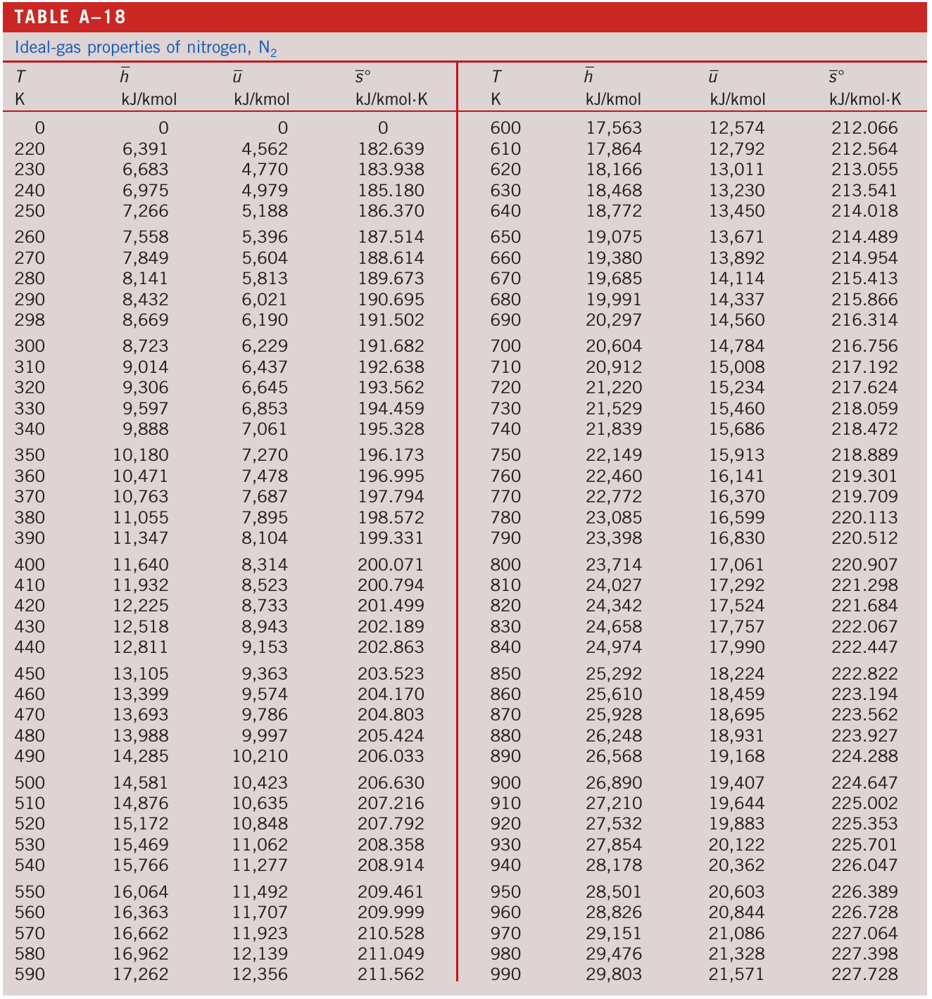 TABLE A–18
Ideal-gas properties of nitrogen, N₂
T h̅ u̅ s̅° T h̅ u̅ s̅°
K kJ/kmol kJ/kmol kJ/kmol·K K kJ/kmol kJ/kmol kJ/kmol·K
0 0 0 0 600 17,563 12,574 212.066
220 6,391 4,562 182.639 610 17,864 12,792 212.564
230 6,683 4,770 183.938 620 18,166 13,011 213.055
240 6,975 4,979 185.180 630 18,468 13,230 213.541
250 7,266 5,188 186.370 640 18,772 13,450 214.018
260 7,558 5,396 187.514 650 19,075 13,671 214.489
270 7,849 5,604 188.614 660 19,380 13,892 214.954
280 8,141 5,813 189.673 670 19,685 14,114 215.413
290 8,432 6,021 190.695 680 19,991 14,337 215.866
298 8,669 6,190 191.502 690 20,297 14,560 216.314
300 8,723 6,229 191.682 700 20,604 14,784 216.756
310 9,014 6,437 192.638 710 20,912 15,008 217.192
320 9,306 6,645 193.562 720 21,220 15,234 217.624
330 9,597 6,853 194.459 730 21,529 15,460 218.059
340 9,888 7,061 195.328 740 21,839 15,686 218.472
350 10,180 7,270 196.173 750 22,149 15,913 218.889
360 10,471 7,478 196.995 760 22,460 16,141 219.301
370 10,763 7,687 197.794 770 22,772 16,370 219.709
380 11,055 7,895 198.572 780 23,085 16,599 220.113
390 11,347 8,104 199.331 790 23,398 16,830 220.512
400 11,640 8,314 200.071 800 23,714 17,061 220.907
410 11,932 8,523 200.794 810 24,027 17,292 221.298
420 12,225 8,733 201.499 820 24,342 17,524 221.684
430 12,518 8,943 202.189 830 24,658 17,757 222.067
440 12,811 9,153 202.863 840 24,974 17,990 222.447
450 13,105 9,363 203.523 850 25,292 18,224 222.822
460 13,399 9,574 204.170 860 25,610 18,459 223.194
470 13,693 9,786 204.803 870 25,928 18,695 223.562
480 13,988 9,997 205.424 880 26,248 18,931 223.927
490 14,285 10,210 206.033 890 26,568 19,168 224.288
500 14,581 10,423 206.630 900 26,890 19,407 224.647
510 14,876 10,635 207.216 910 27,210 19,644 225.002
520 15,172 10,848 207.792 920 27,532 19,883 225.353
530 15,469 11,062 208.358 930 27,854 20,122 225.701
540 15,766 11,277 208.914 940 28,178 20,362 226.047
550 16,064 11,492 209.461 950 28,501 20,603 226.389
560 16,363 11,707 209.999 960 28,826 20,844 226.728
570 16,662 11,923 210.528 970 29,151 21,086 227.064
580 16,962 12,139 211.049 980 29,476 21,328 227.398
590 17,262 12,356 211.562 990 29,803 21,571 227.728